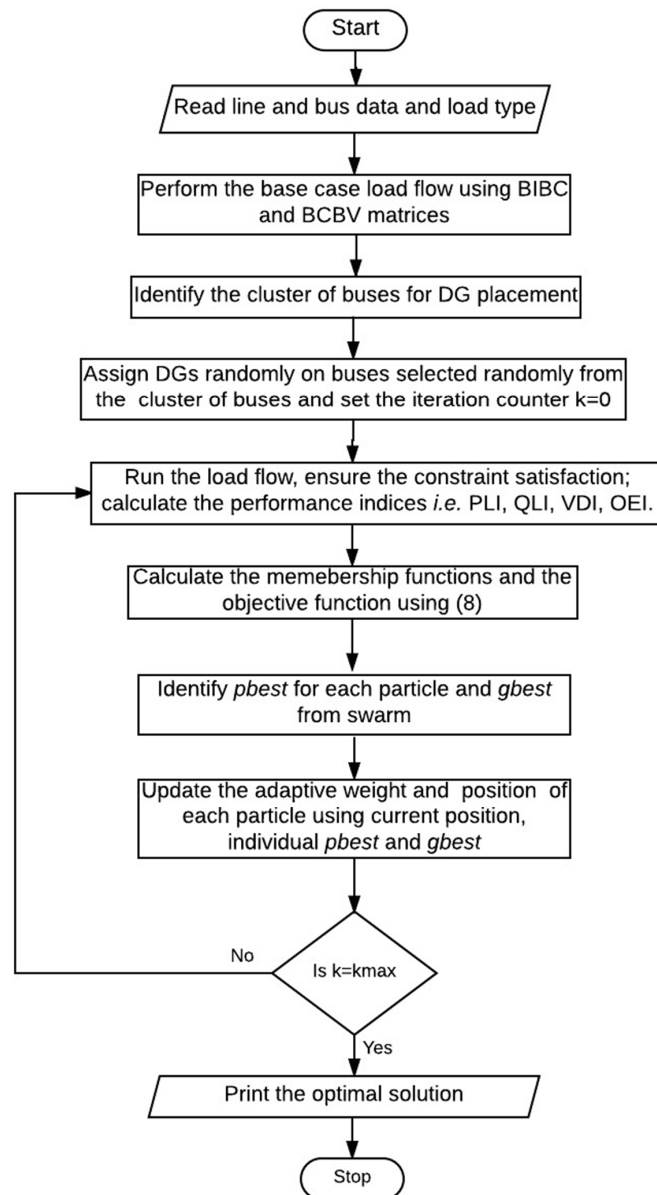 Start
Read line and bus data and load type
Perform the base case load flow using BIBC
and BCBV matrices
Identify the cluster of buses for DG placement
Assign DGs randomly on buses selected randomly from
the cluster of buses and set the iteration counter k=0
Run the load flow, ensure the constraint satisfaction;
calculate the performance indices i.e. PLI, QLI, VDI, OEI.
Calculate the memebership functions and the
objective function using (8)
Identify pbest for each particle and gbest
from swarm
Update the adaptive weight and position of
each particle using current position,
individual pbest and gbest
No
Is k=kmax
Yes
Print the optimal solution
Stop